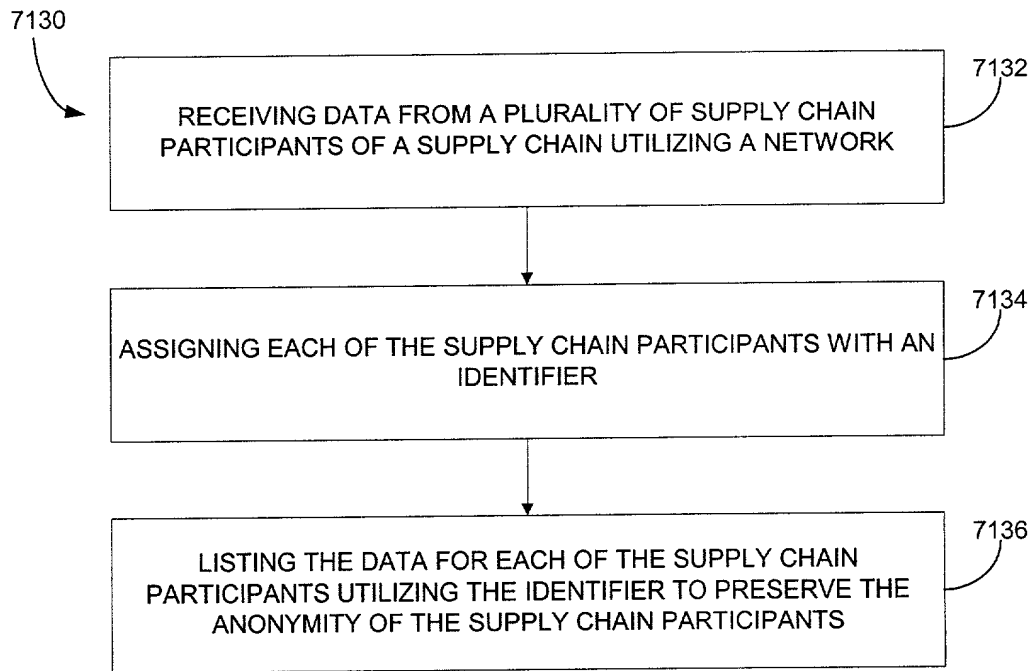 7130
7132
RECEIVING DATA FROM A PLURALITY OF SUPPLY CHAIN
PARTICIPANTS OF A SUPPLY CHAIN UTILIZING A NETWORK
7134
ASSIGNING EACH OF THE SUPPLY CHAIN PARTICIPANTS WITH AN
IDENTIFIER
7136
LISTING THE DATA FOR EACH OF THE SUPPLY CHAIN
PARTICIPANTS UTILIZING THE IDENTIFIER TO PRESERVE THE
ANONYMITY OF THE SUPPLY CHAIN PARTICIPANTS